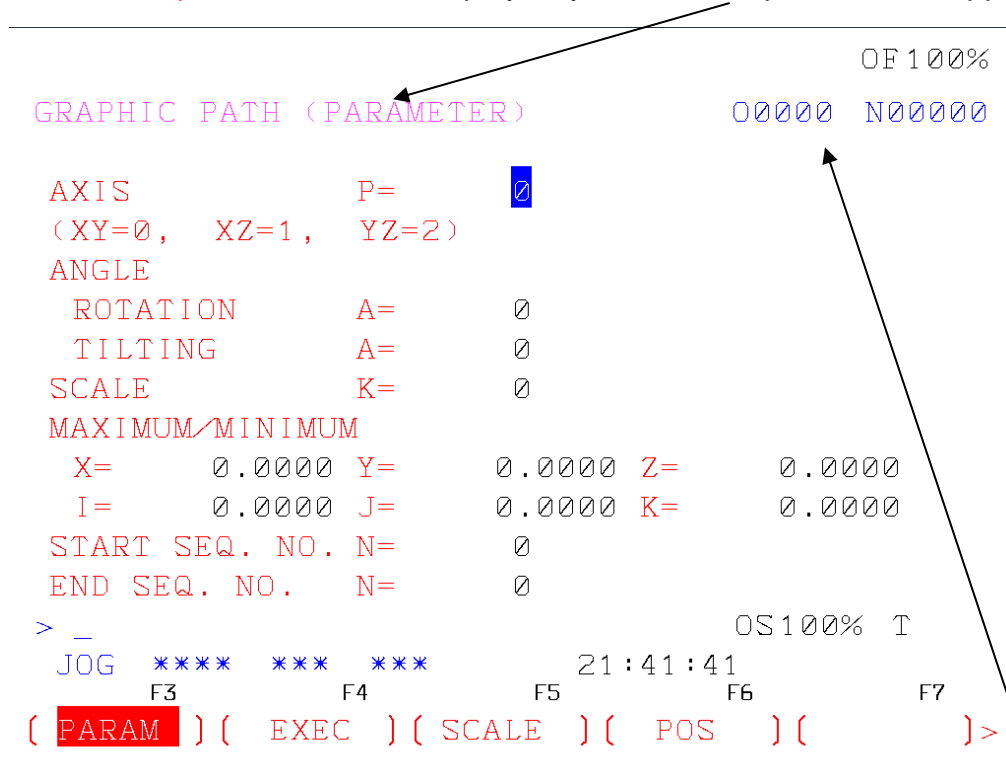 OF100%
GRAPHIC PATH (PARAMETER) O0000 N00000
AXIS P= 0
(XY=0, XZ=1, YZ=2)
ANGLE
ROTATION A= 0
TILTING A= 0
SCALE K= 0
MAXIMUM/MINIMUM
X= 0.0000 Y= 0.0000 Z= 0.0000
I= 0.0000 J= 0.0000 K= 0.0000
START SEQ. NO. N= 0
END SEQ. NO. N= 0
> _ OS100% T
JOG **** *** *** 21:41:41
F3 F4 F5 F6 F7
( PARAM ) ( EXEC ) ( SCALE ) ( POS ) ( ) >